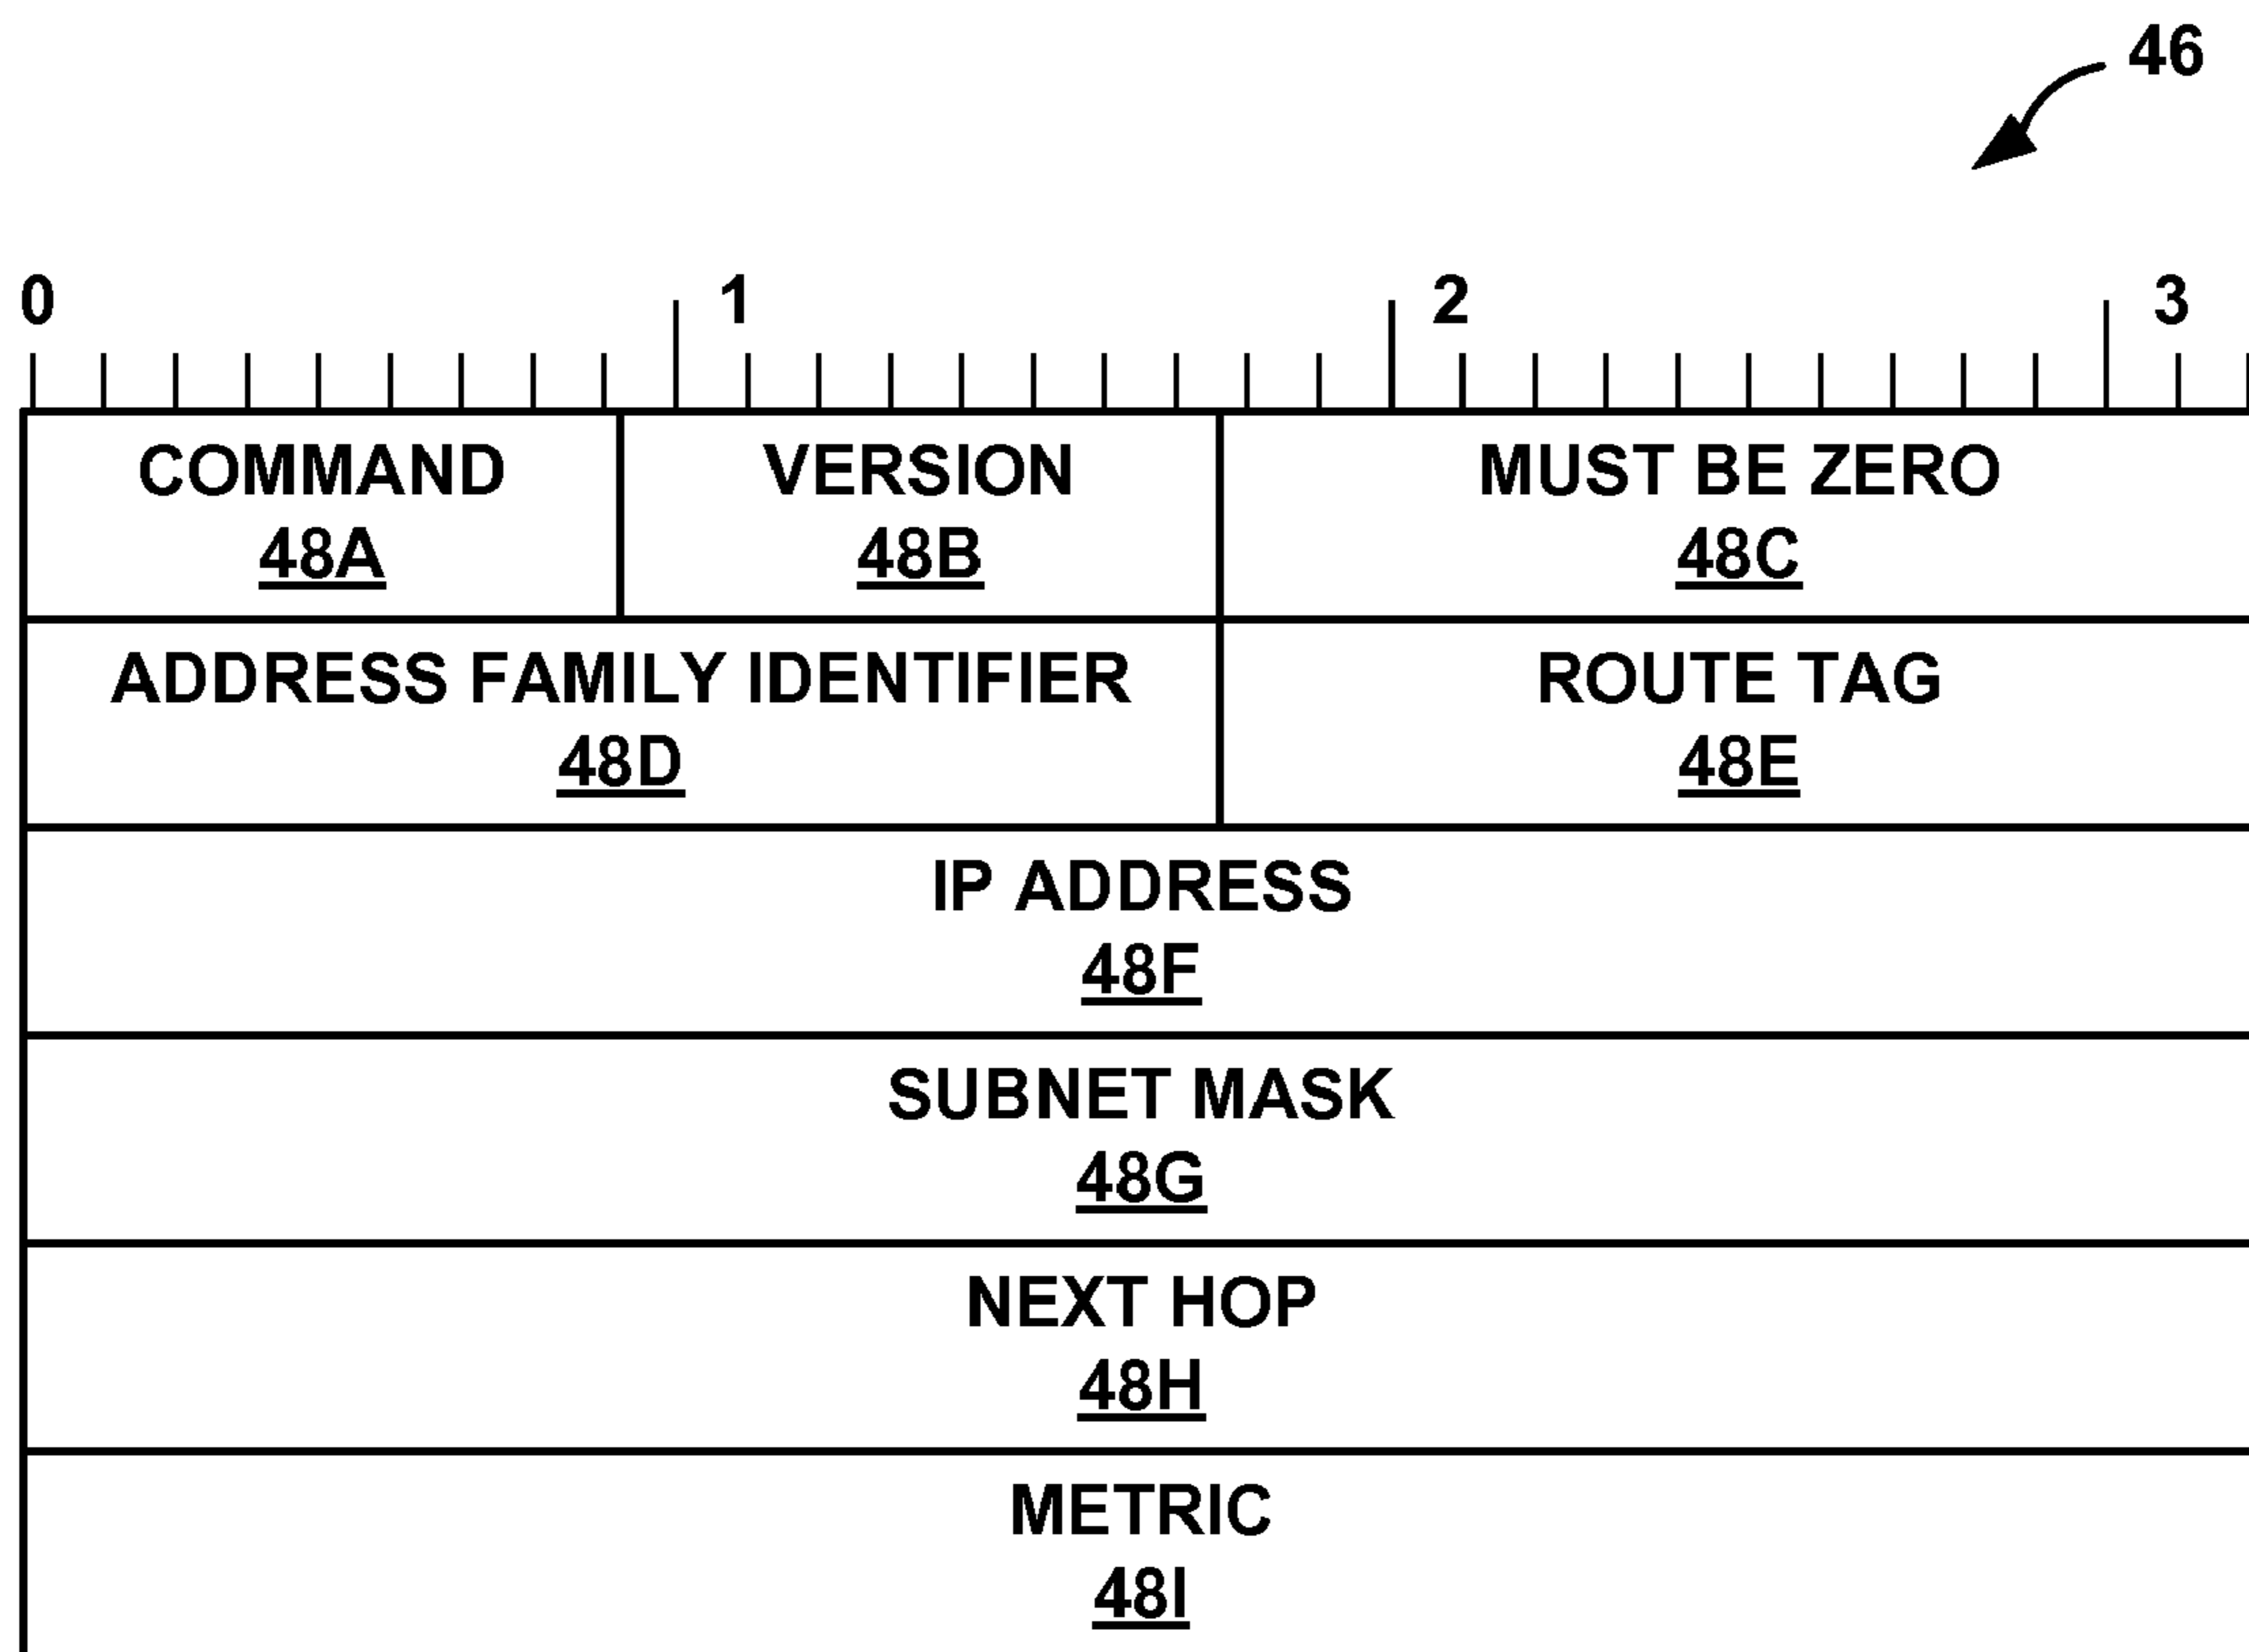 46
0 1 2 3
COMMAND VERSION MUST BE ZERO
48A 48B 48C
ADDRESS FAMILY IDENTIFIER ROUTE TAG
48D 48E
IP ADDRESS
48F
SUBNET MASK
48G
NEXT HOP
48H
METRIC
48I